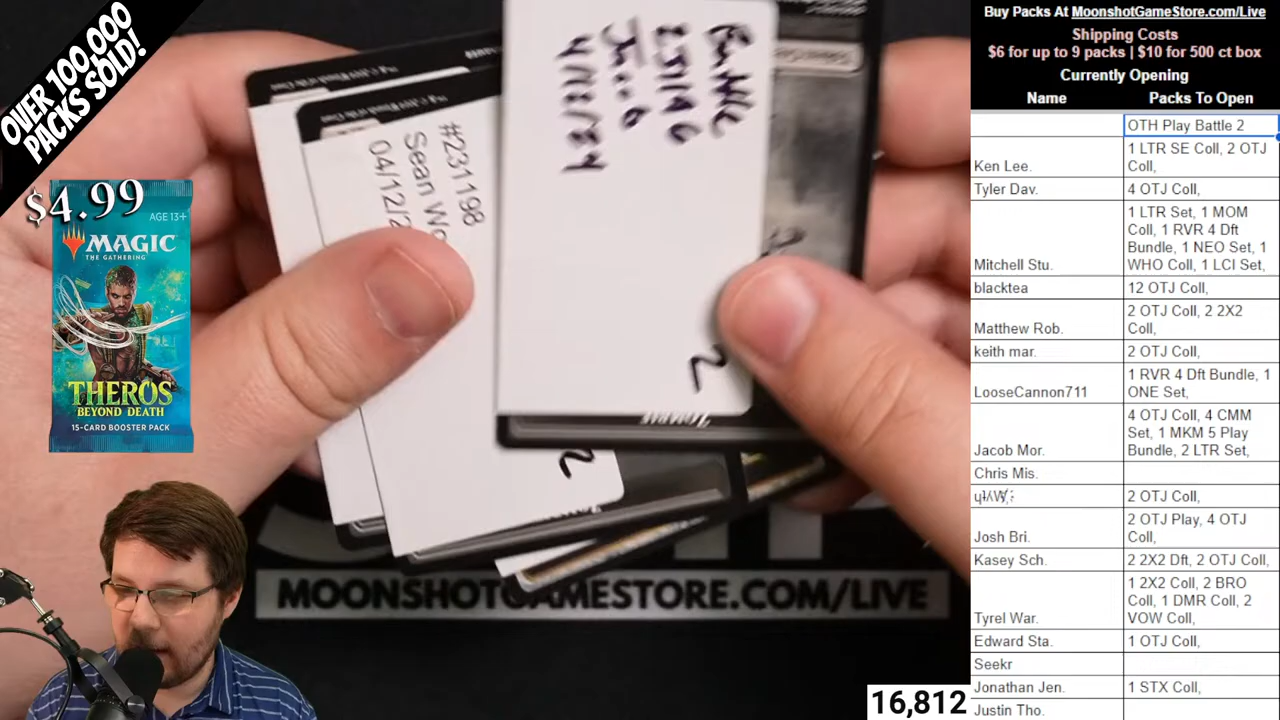 OVER 100,000
PACKS SOLD!
$4.99
AGE 13+
MAGIC
THE GATHERING
THEROS
BEYOND DEATH
15-CARD BOOSTER PACK
#231198
Sean
04/12/2
2
2
MOONSHOTGAMESTORE.COM/LIVE
16,812
Buy Packs At MoonshotGameStore.com/Live
Shipping Costs
$6 for up to 9 packs | $10 for 500 ct box
Currently Opening
Name Packs To Open
OTH Play Battle 2
Ken Lee. 1 LTR SE Coll, 2 OTJ Coll,
Tyler Dav. 4 OTJ Coll,
Mitchell Stu. 1 LTR Set, 1 MOM Coll, 1 RVR 4 Dft Bundle, 1 NEO Set, 1 WHO Coll, 1 LCI Set,
blacktea 12 OTJ Coll,
Matthew Rob. 2 OTJ Coll, 2 2X2 Coll,
keith mar. 2 OTJ Coll,
LooseCannon711 1 RVR 4 Dft Bundle, 1 ONE Set,
Jacob Mor. 4 OTJ Coll, 4 CMM Set, 1 MKM 5 Play Bundle, 2 LTR Set,
Chris Mis.
2 OTJ Coll,
Josh Bri. 2 OTJ Play, 4 OTJ Coll,
Kasey Sch. 2 2X2 Dft, 2 OTJ Coll,
Tyrel War. 1 2X2 Coll, 2 BRO Coll, 1 DMR Coll, 2 VOW Coll,
Edward Sta. 1 OTJ Coll,
Seekr
Jonathan Jen. 1 STX Coll,
Justin Tho.